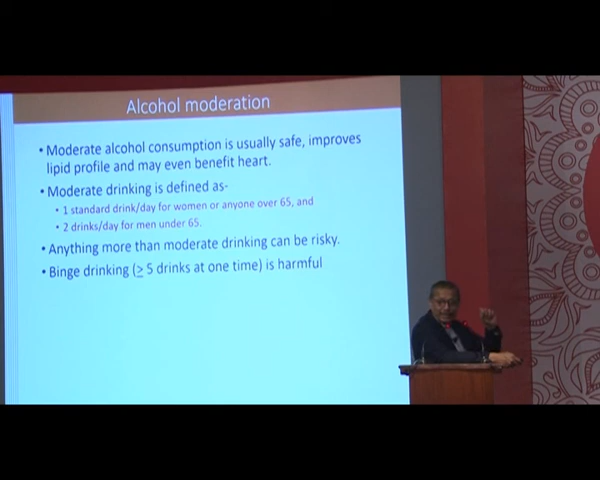 Alcohol moderation
• Moderate alcohol consumption is usually safe, improves
lipid profile and may even benefit heart.
• Moderate drinking is defined as-
• 1 standard drink/day for women or anyone over 65, and
• 2 drinks/day for men under 65.
• Anything more than moderate drinking can be risky.
• Binge drinking (≥ 5 drinks at one time) is harmful